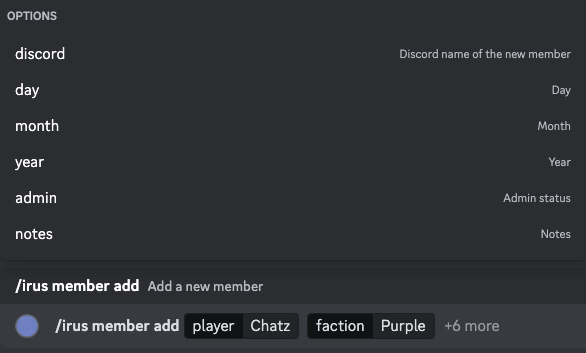 OPTIONS
discord Discord name of the new member
day Day
month Month
year Year
admin Admin status
notes Notes
/irus member add Add a new member
/irus member add player Chatz faction Purple +6 more